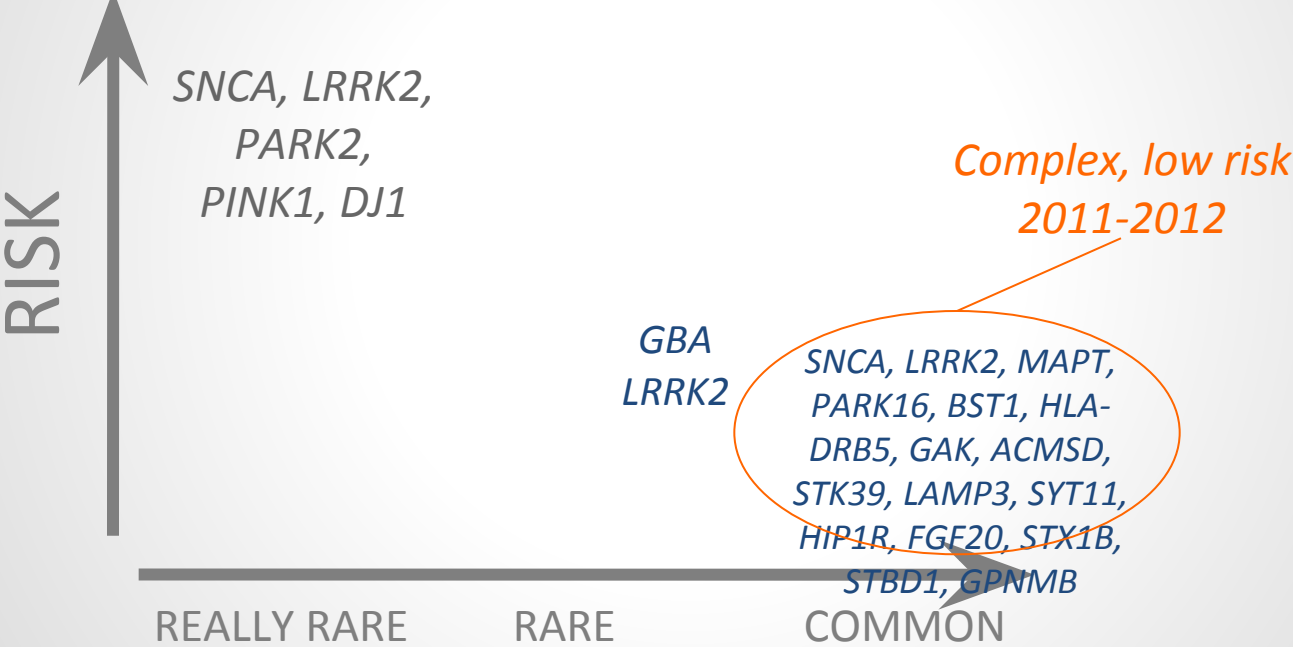 SNCA, LRRK2,
PARK2,
PINK1, DJ1
RISK
Complex, low risk
2011-2012
GBA
LRRK2
SNCA, LRRK2, MAPT,
PARK16, BST1, HLA-
DRB5, GAK, ACMSD,
STK39, LAMP3, SYT11,
HIP1R, FGF20, STX1B,
STBD1, GPNMB
REALLY RARE
RARE
COMMON